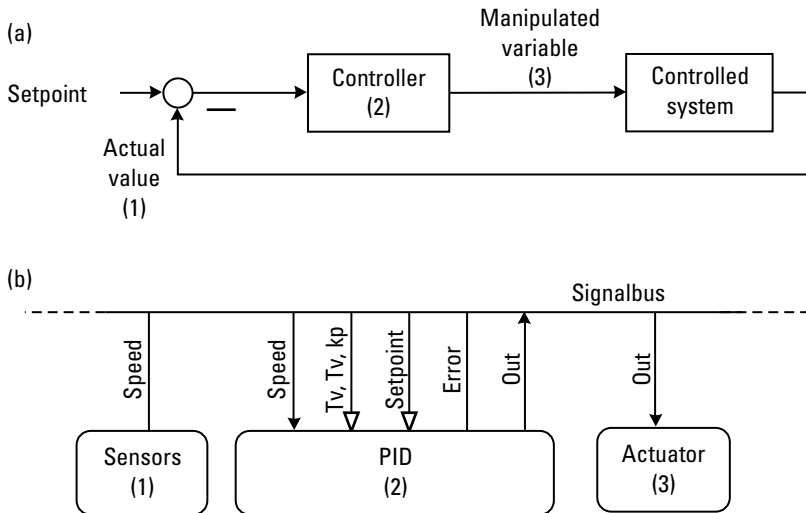 (a)
Setpoint
Actual
value
(1)
Controller
(2)
Manipulated
variable
(3)
Controlled
system
(b)
Signalbus
Speed
Speed
Tv, Tv, kp
Setpoint
Error
Out
Out
Sensors
(1)
PID
(2)
Actuator
(3)